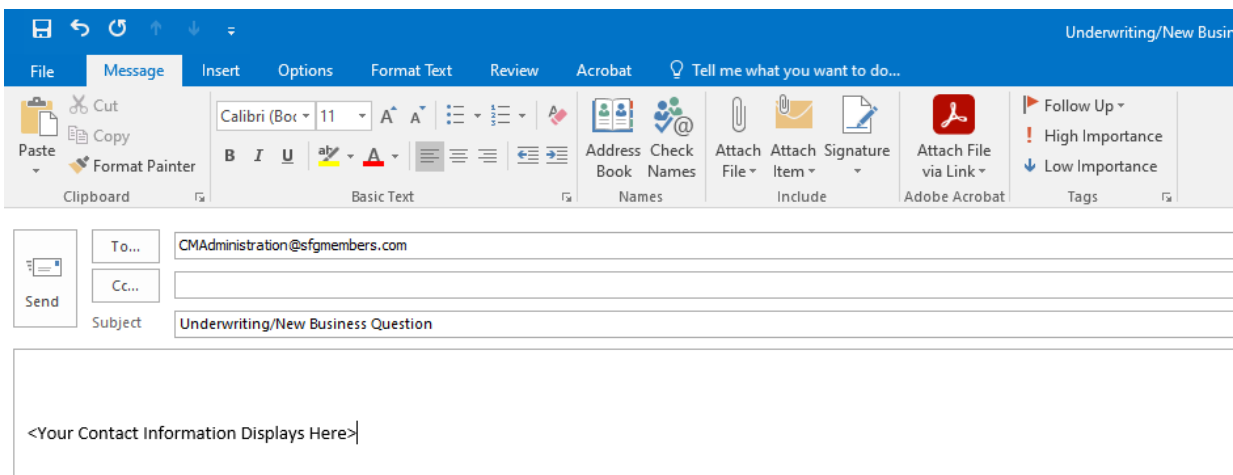 Underwriting/New Busin
File Message Insert Options Format Text Review Acrobat Tell me what you want to do...
Paste
Cut
Copy
Format Painter
Clipboard
Calibri (Boc 11
B I U
Basic Text
Address Book
Check Names
Names
Attach File
Attach Item
Signature
Include
Attach File via Link
Adobe Acrobat
Follow Up
High Importance
Low Importance
Tags
Send
To... CMAdministration@sfgmembers.com
Cc...
Subject Underwriting/New Business Question
<Your Contact Information Displays Here>